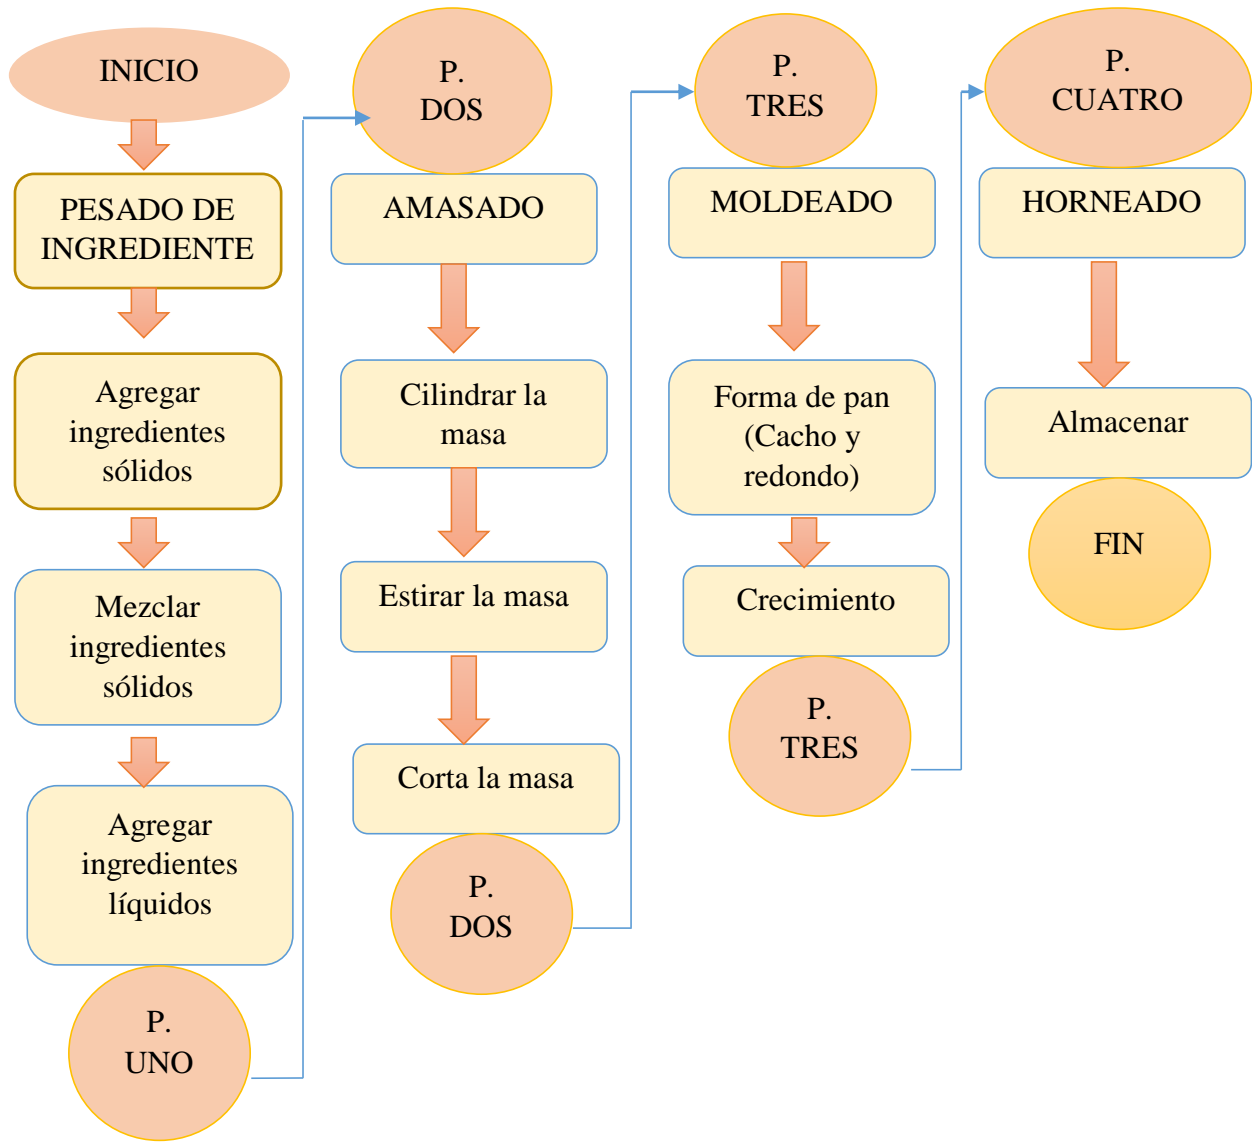 INICIO
PESADO DE
INGREDIENTE
Agregar
ingredientes
sólidos
Mezclar
ingredientes
sólidos
Agregar
ingredientes
líquidos
P.
UNO
P.
DOS
AMASADO
Cilindrar la
masa
Estirar la masa
Corta la masa
P.
DOS
P.
TRES
MOLDEADO
Forma de pan
(Cacho y
redondo)
Crecimiento
P.
TRES
P.
CUATRO
HORNEADO
Almacenar
FIN